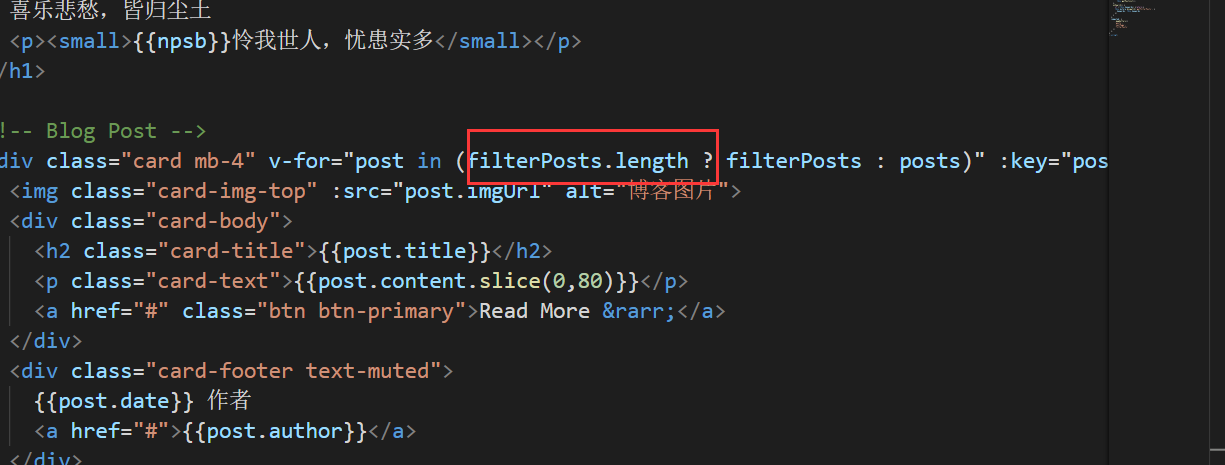 喜乐悲愁，皆归尘土
<p><small>{{npsb}}怜我世人，忧患实多</small></p>
/h1>
!-- Blog Post -->
div class="card mb-4" v-for="post in (filterPosts.length ? filterPosts : posts)" :key="pos
<img class="card-img-top" :src="post.imgUrl" alt="博客图片">
<div class="card-body">
<h2 class="card-title">{{post.title}}</h2>
<p class="card-text">{{post.content.slice(0,80)}}</p>
<a href="#" class="btn btn-primary">Read More &rarr;</a>
</div>
<div class="card-footer text-muted">
{{post.date}} 作者
<a href="#">{{post.author}}</a>
</div>